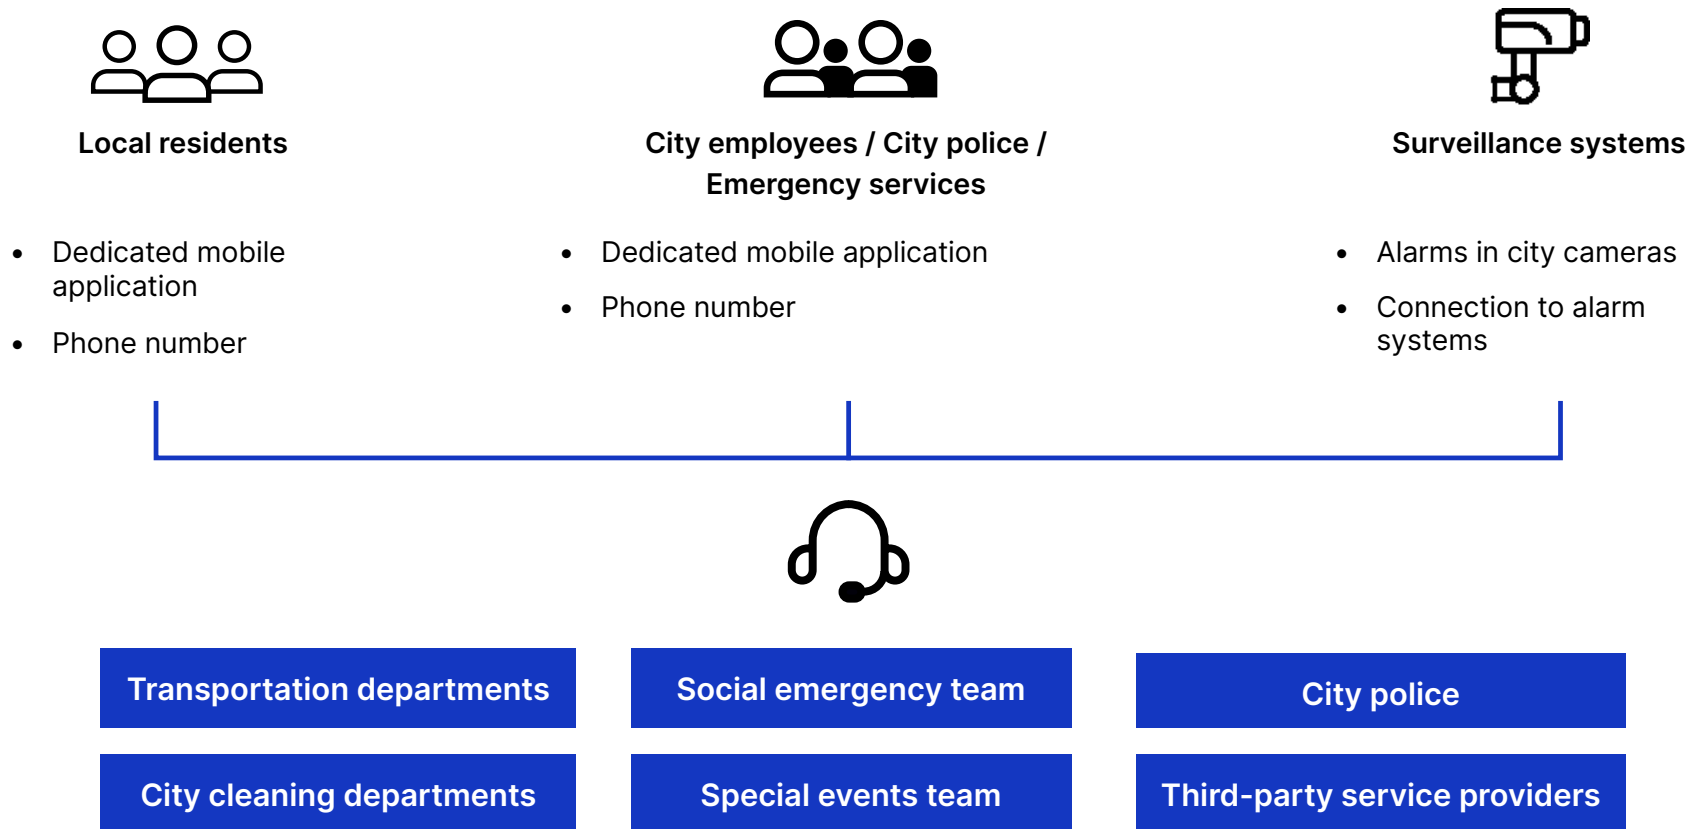 Local residents
City employees / City police /
Emergency services
Surveillance systems
• Dedicated mobile
application
• Phone number
• Dedicated mobile application
• Phone number
• Alarms in city cameras
• Connection to alarm
systems
Transportation departments
Social emergency team
City police
City cleaning departments
Special events team
Third-party service providers